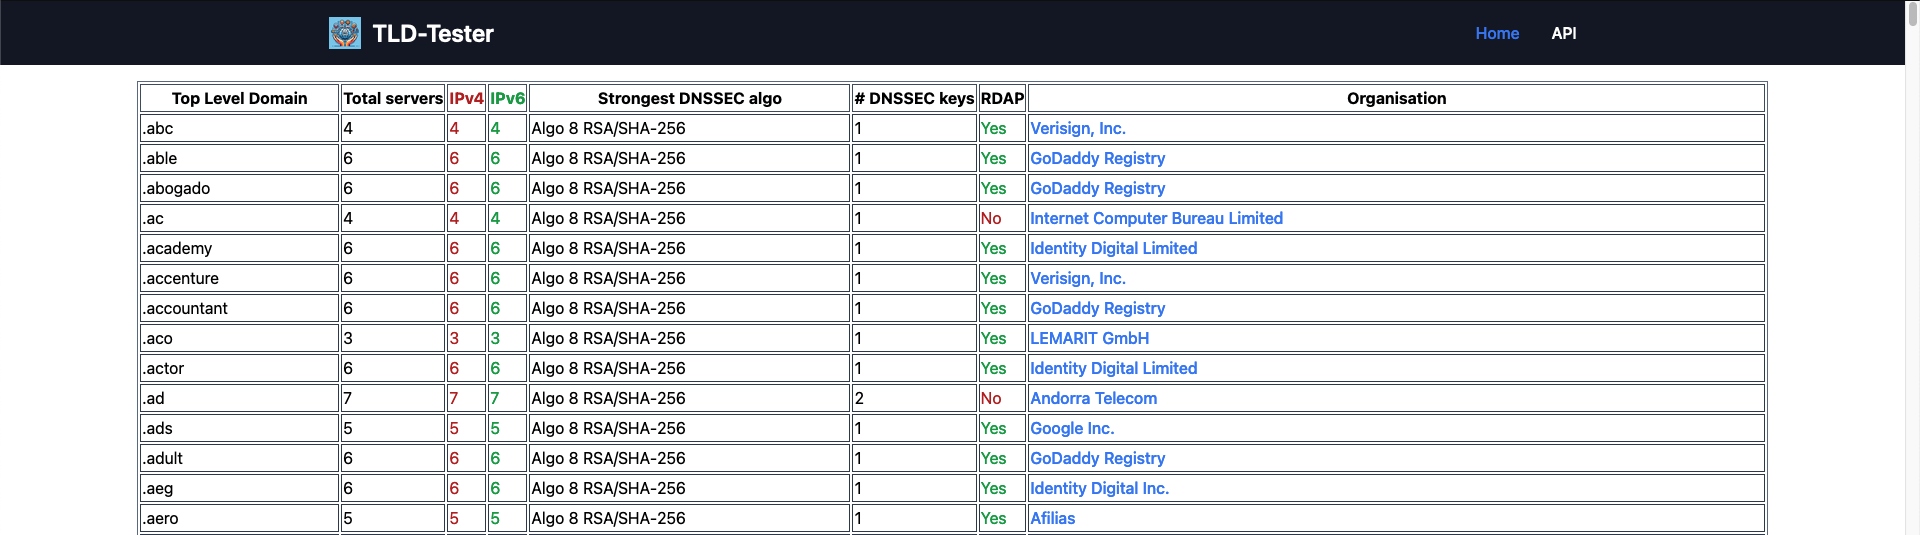 TLD-Tester Home API
Top Level Domain Total servers IPv4 IPv6 Strongest DNSSEC algo # DNSSEC keys RDAP Organisation
.abc 4 4 4 Algo 8 RSA/SHA-256 1 Yes Verisign, Inc.
.able 6 6 6 Algo 8 RSA/SHA-256 1 Yes GoDaddy Registry
.abogado 6 6 6 Algo 8 RSA/SHA-256 1 Yes GoDaddy Registry
.ac 4 4 4 Algo 8 RSA/SHA-256 1 No Internet Computer Bureau Limited
.academy 6 6 6 Algo 8 RSA/SHA-256 1 Yes Identity Digital Limited
.accenture 6 6 6 Algo 8 RSA/SHA-256 1 Yes Verisign, Inc.
.accountant 6 6 6 Algo 8 RSA/SHA-256 1 Yes GoDaddy Registry
.aco 3 3 3 Algo 8 RSA/SHA-256 1 Yes LEMARIT GmbH
.actor 6 6 6 Algo 8 RSA/SHA-256 1 Yes Identity Digital Limited
.ad 7 7 7 Algo 8 RSA/SHA-256 2 No Andorra Telecom
.ads 5 5 5 Algo 8 RSA/SHA-256 1 Yes Google Inc.
.adult 6 6 6 Algo 8 RSA/SHA-256 1 Yes GoDaddy Registry
.aeg 6 6 6 Algo 8 RSA/SHA-256 1 Yes Identity Digital Inc.
.aero 5 5 5 Algo 8 RSA/SHA-256 1 Yes Afilias